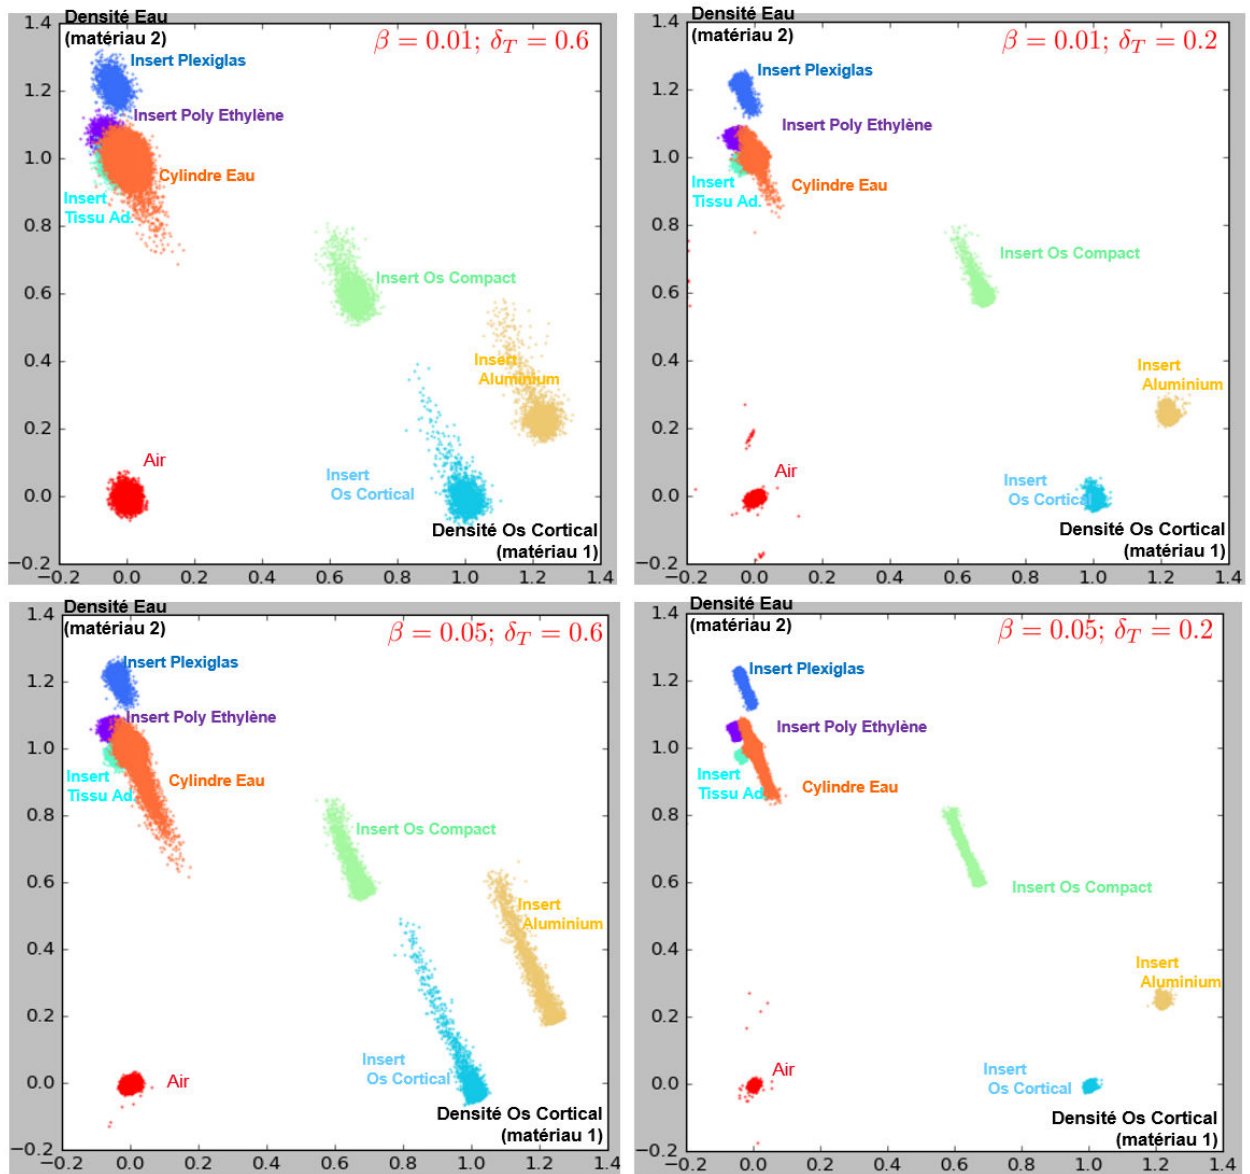 Densité Eau
(matériau 2)
β = 0.01; δ_T = 0.6
Insert Plexiglas
Insert Poly Ethylène
Cylindre Eau
Insert
Tissu Ad.
Insert Os Compact
Insert
Aluminium
Insert
Os Cortical
Air
Densité Os Cortical
(matériau 1)
1.4
1.2
1.0
0.8
0.6
0.4
0.2
0.0
−0.2
−0.2 0.0 0.2 0.4 0.6 0.8 1.0 1.2 1.4
Densité Eau
(matériau 2)
β = 0.01; δ_T = 0.2
Insert Plexiglas
Insert Poly Ethylène
Insert
Tissu Ad.
Cylindre Eau
Insert Os Compact
Insert
Aluminium
Air
Insert
Os Cortical
Densité Os Cortical
(matériau 1)
1.4
1.2
1.0
0.8
0.6
0.4
0.2
0.0
−0.2
−0.2 0.0 0.2 0.4 0.6 0.8 1.0 1.2 1.4
Densité Eau
(matériau 2)
β = 0.05; δ_T = 0.6
Insert Plexiglas
Insert Poly Ethylène
Insert
Tissu Ad.
Cylindre Eau
Insert Os Compact
Insert
Aluminium
Insert
Os Cortical
Air
Densité Os Cortical
(matériau 1)
1.4
1.2
1.0
0.8
0.6
0.4
0.2
0.0
−0.2
−0.2 0.0 0.2 0.4 0.6 0.8 1.0 1.2 1.4
Densité Eau
(matériau 2)
β = 0.05; δ_T = 0.2
Insert Plexiglas
Insert Poly Ethylène
Insert
Tissu Ad.
Cylindre Eau
Insert Os Compact
Insert
Aluminium
Air
Insert
Os Cortical
Densité Os Cortical
(matériau 1)
1.4
1.2
1.0
0.8
0.6
0.4
0.2
0.0
−0.2
−0.2 0.0 0.2 0.4 0.6 0.8 1.0 1.2 1.4